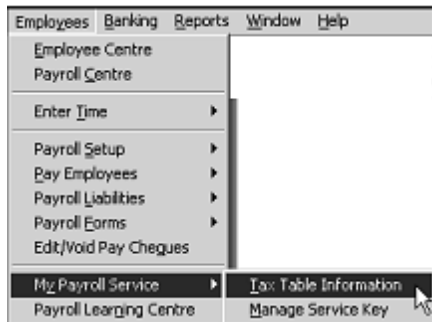 Employees Banking Reports Window Help
Employee Centre
Payroll Centre
Enter Time
Payroll Setup
Pay Employees
Payroll Liabilities
Payroll Forms
Edit/Void Pay Cheques
My Payroll Service Tax Table Information
Payroll Learning Centre Manage Service Key